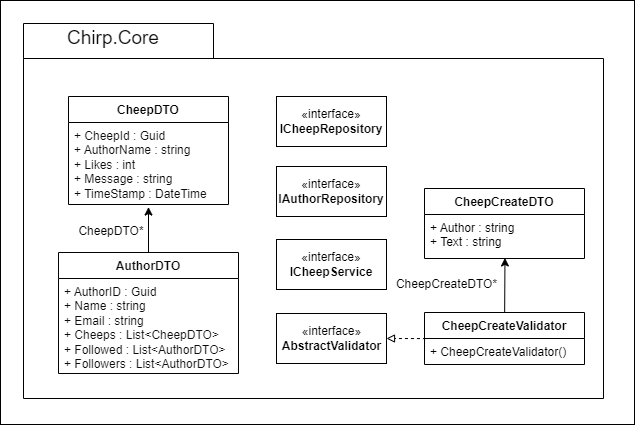 Chirp.Core
CheepDTO
+ CheepId : Guid
+ AuthorName : string
+ Likes : int
+ Message : string
+ TimeStamp : DateTime
CheepDTO*
AuthorDTO
+ AuthorID : Guid
+ Name : string
+ Email : string
+ Cheeps : List<CheepDTO>
+ Followed : List<AuthorDTO>
+ Followers : List<AuthorDTO>
«interface»
ICheepRepository
«interface»
IAuthorRepository
«interface»
ICheepService
«interface»
AbstractValidator
CheepCreateDTO
+ Author : string
+ Text : string
CheepCreateDTO*
CheepCreateValidator
+ CheepCreateValidator()